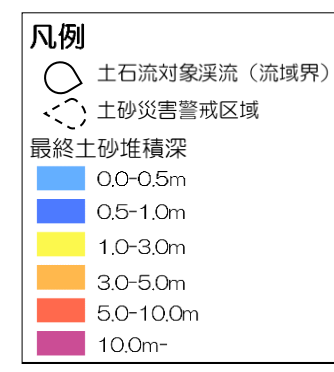 凡例
土石流対象渓流（流域界）
土砂災害警戒区域
最終土砂堆積深
0.0-0.5m
0.5-1.0m
1.0-3.0m
3.0-5.0m
5.0-10.0m
10.0m-